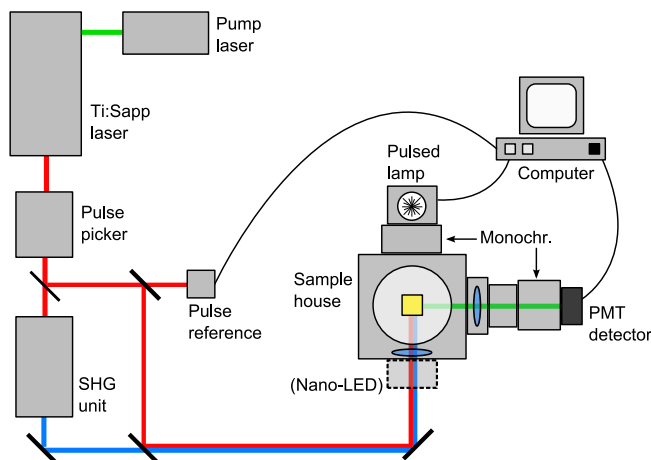 Pump
laser
Ti:Sapp
laser
Pulsed
lamp
Computer
Pulse
picker
Monochr.
Sample
house
Pulse
reference
PMT
detector
SHG
unit
(Nano-LED)